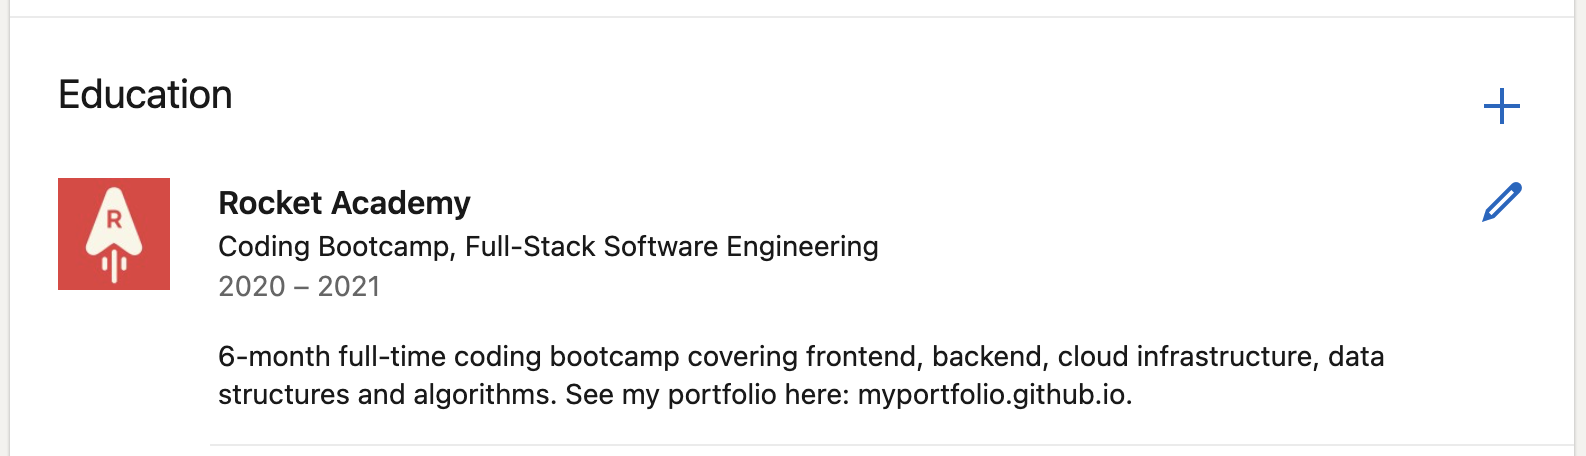 Education
R
Rocket Academy
Coding Bootcamp, Full-Stack Software Engineering
2020 – 2021
6-month full-time coding bootcamp covering frontend, backend, cloud infrastructure, data
structures and algorithms. See my portfolio here: myportfolio.github.io.